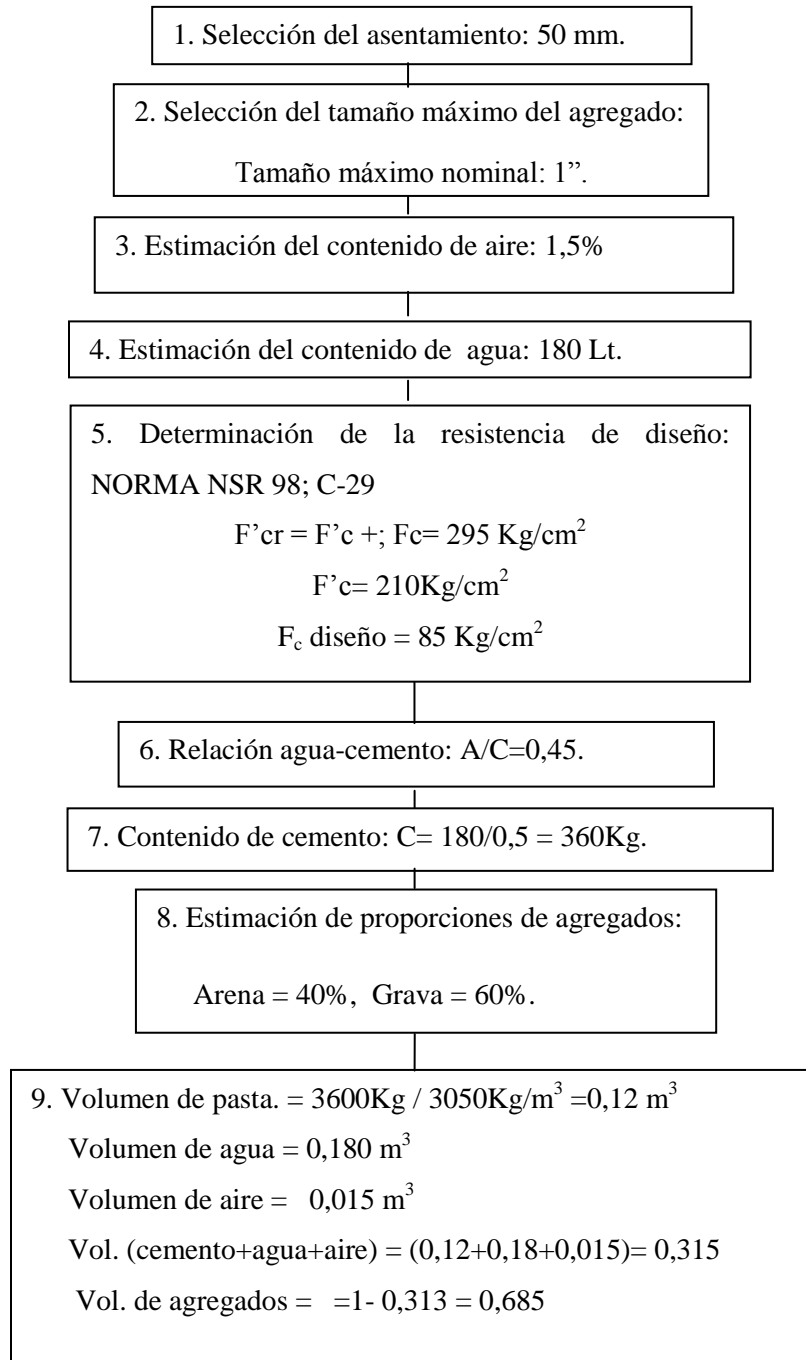 1. Selección del asentamiento: 50 mm.
2. Selección del tamaño máximo del agregado:
Tamaño máximo nominal: 1”.
3. Estimación del contenido de aire: 1,5%
4. Estimación del contenido de agua: 180 Lt.
5. Determinación de la resistencia de diseño:
NORMA NSR 98; C-29
F’cr = F’c +; Fc= 295 Kg/cm²
F’c= 210Kg/cm²
F_c diseño = 85 Kg/cm²
6. Relación agua-cemento: A/C=0,45.
7. Contenido de cemento: C= 180/0,5 = 360Kg.
8. Estimación de proporciones de agregados:
Arena = 40%, Grava = 60%.
9. Volumen de pasta. = 3600Kg / 3050Kg/m³ =0,12 m³
Volumen de agua = 0,180 m³
Volumen de aire = 0,015 m³
Vol. (cemento+agua+aire) = (0,12+0,18+0,015)= 0,315
Vol. de agregados = =1- 0,313 = 0,685